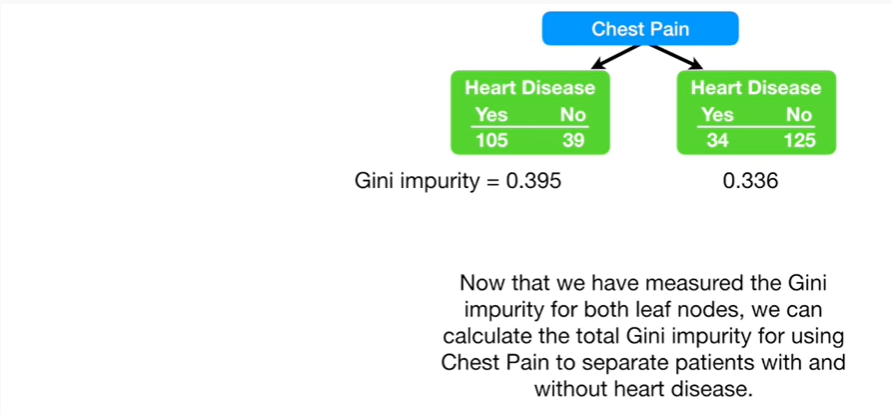 Chest Pain
Heart Disease
Yes No
105 39
Heart Disease
Yes No
34 125
Gini impurity = 0.395
0.336
Now that we have measured the Gini
impurity for both leaf nodes, we can
calculate the total Gini impurity for using
Chest Pain to separate patients with and
without heart disease.